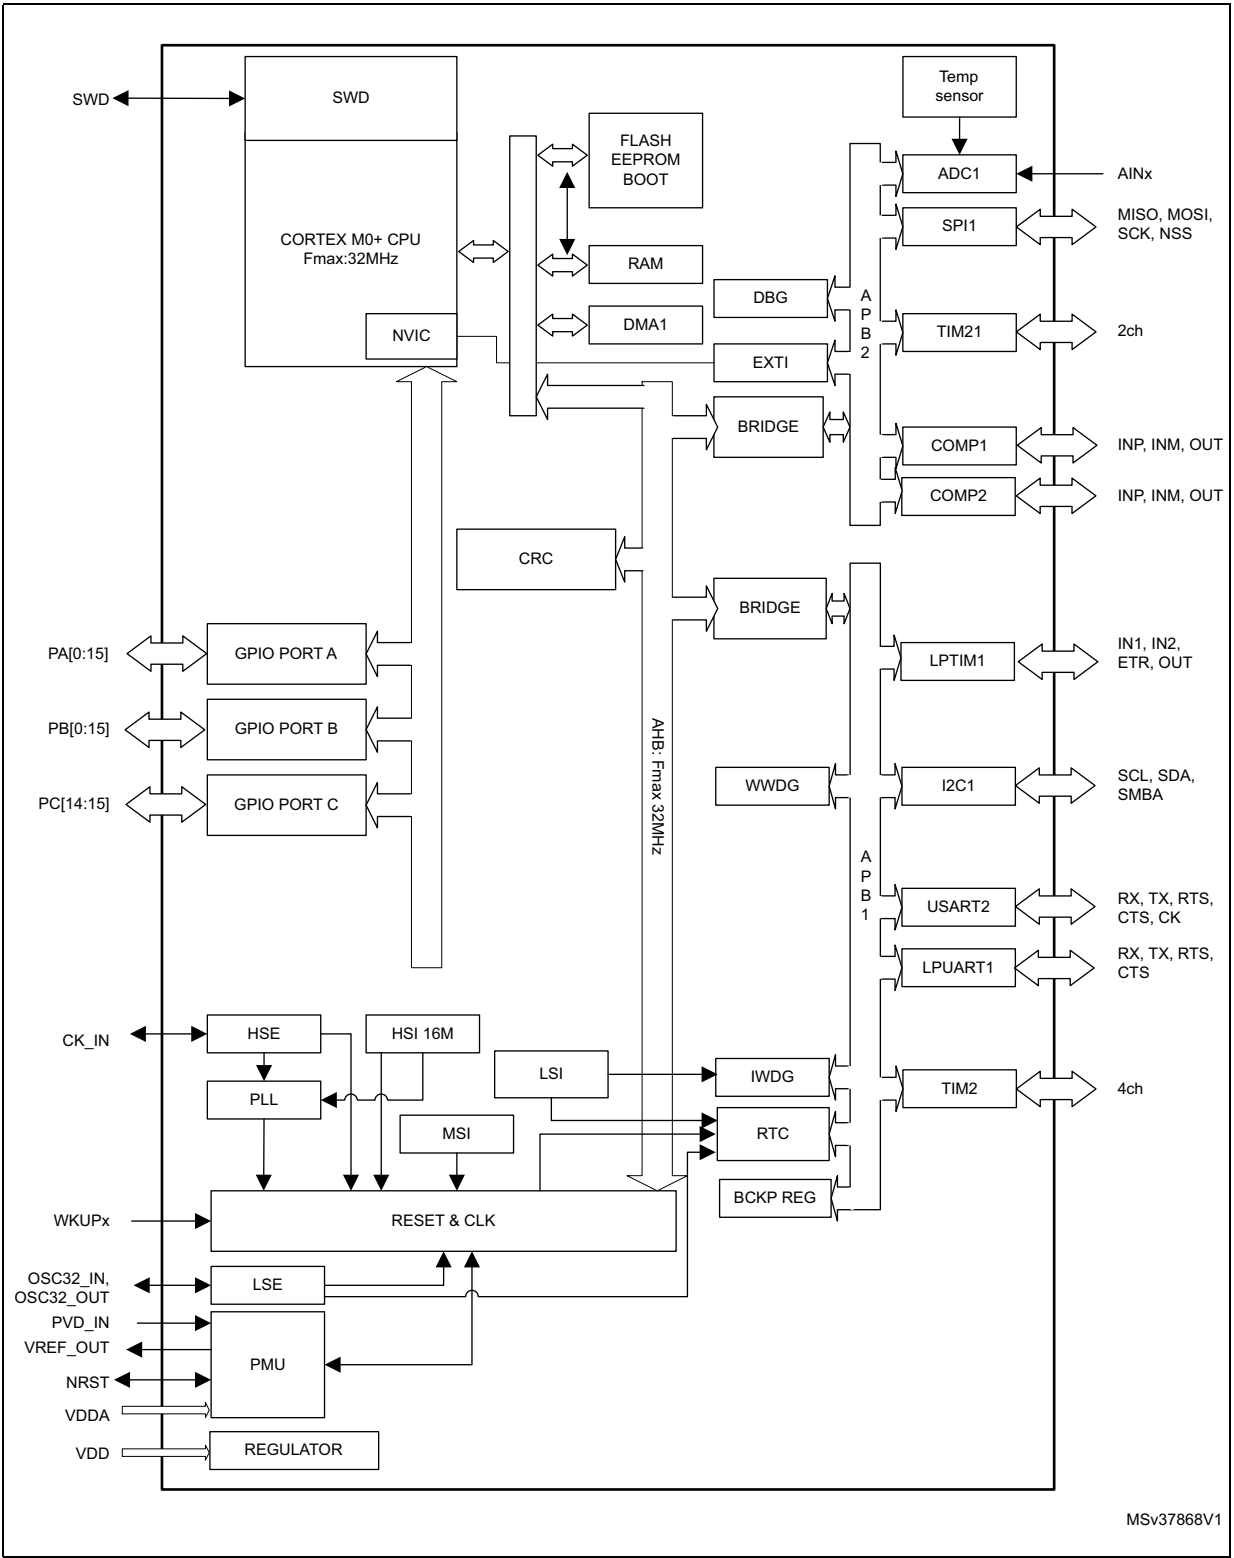 Temp
sensor
SWD
SWD
FLASH
EEPROM
BOOT
ADC1
AINx
SPI1
MISO, MOSI,
SCK, NSS
CORTEX M0+ CPU
Fmax:32MHz
RAM
DBG
A
P
B
2
DMA1
NVIC
TIM21
2ch
EXTI
BRIDGE
COMP1
INP, INM, OUT
COMP2
INP, INM, OUT
CRC
BRIDGE
PA[0:15]
GPIO PORT A
LPTIM1
IN1, IN2,
ETR, OUT
PB[0:15]
GPIO PORT B
AHB: Fmax 32MHz
PC[14:15]
GPIO PORT C
WWDG
I2C1
SCL, SDA,
SMBA
A
P
B
1
USART2
RX, TX, RTS,
CTS, CK
LPUART1
RX, TX, RTS,
CTS
CK_IN
HSE
HSI 16M
LSI
IWDG
TIM2
4ch
PLL
MSI
RTC
BCKP REG
WKUPx
RESET & CLK
OSC32_IN,
OSC32_OUT
LSE
PVD_IN
VREF_OUT
PMU
NRST
VDDA
VDD
REGULATOR
MSv37868V1